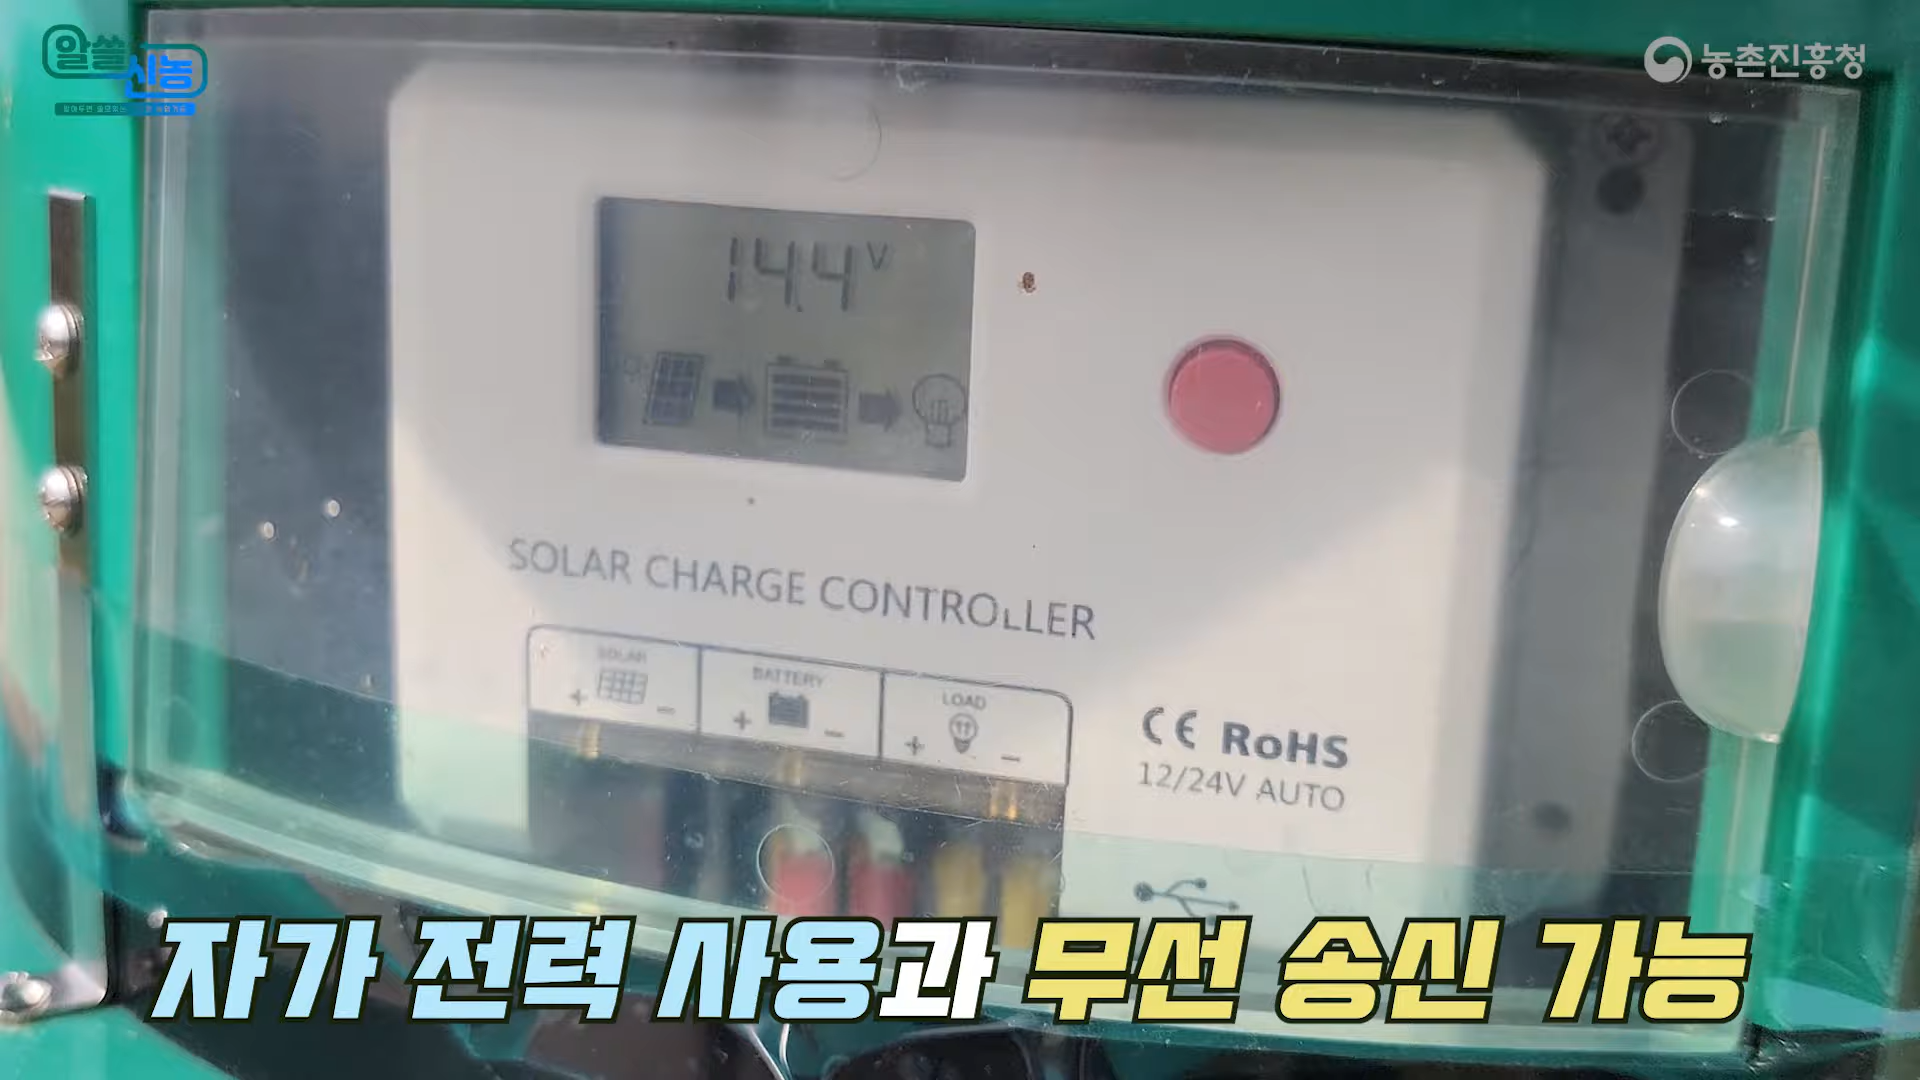 알쓸
신농
농촌진흥청
14.4 V
SOLAR CHARGE CONTROLLER
SOLAR
BATTERY
LOAD
+ −
+ −
+ −
CE RoHS
12/24V AUTO
자가 전력 사용과 무선 송신 가능